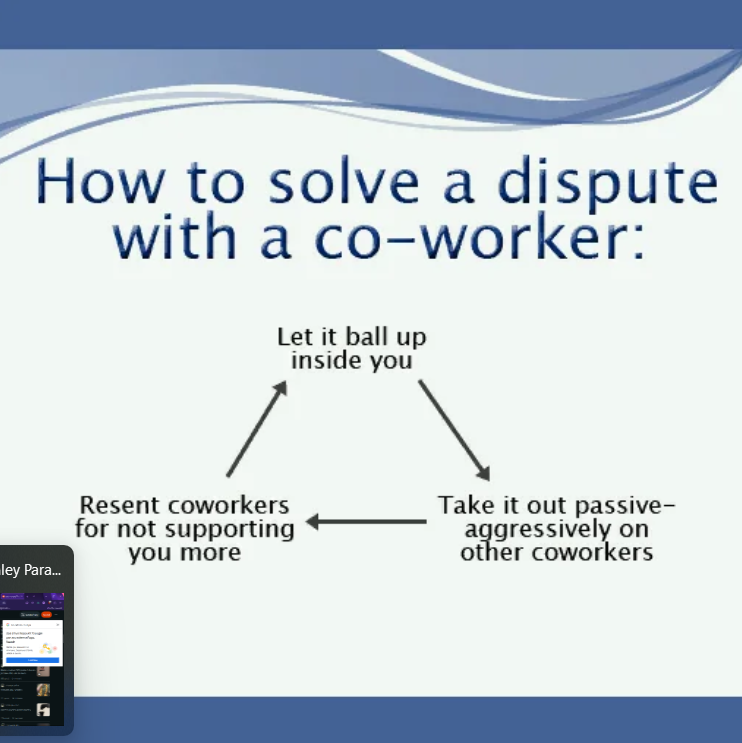 How to solve a dispute
with a co-worker:
Let it ball up
inside you
Resent coworkers
for not supporting
you more
Take it out passive-
aggressively on
other coworkers
ley Para...